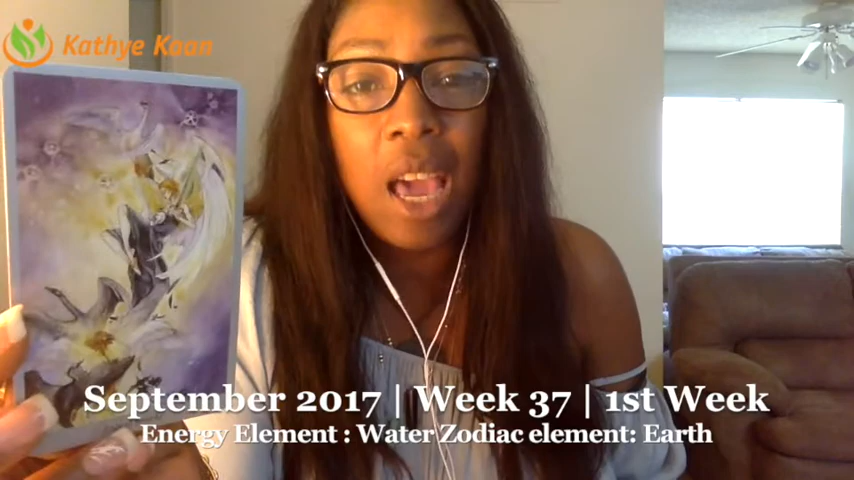 Kathye Kaan
September 2017 | Week 37 | 1st Week
Energy Element : Water Zodiac element: Earth